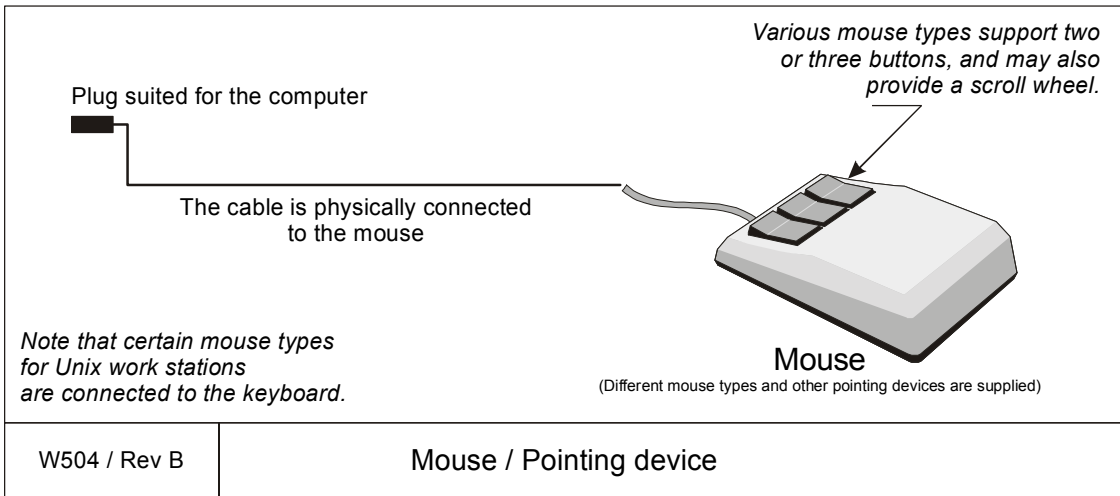 Various mouse types support two
or three buttons, and may also
provide a scroll wheel.
Plug suited for the computer
The cable is physically connected
to the mouse
Note that certain mouse types
for Unix work stations
are connected to the keyboard.
Mouse
(Different mouse types and other pointing devices are supplied)
W504 / Rev B
Mouse / Pointing device